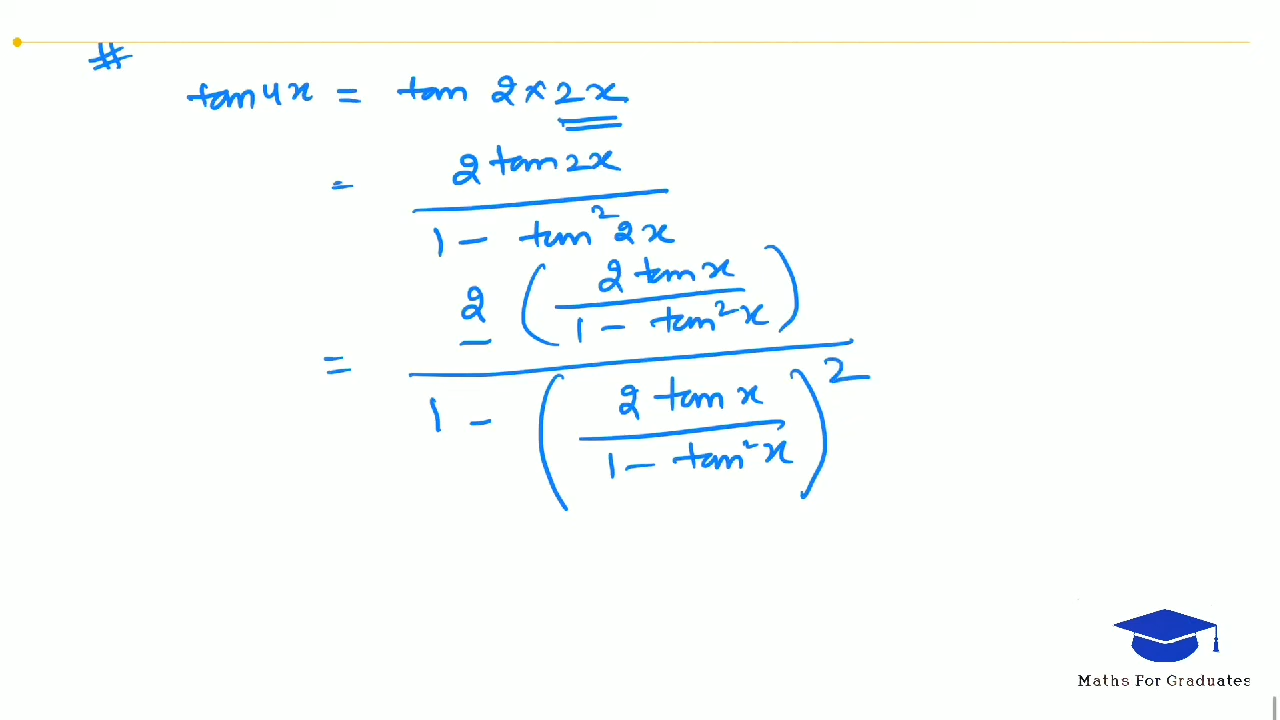 #
tan 4x = tan 2 × 2x
= 2 tan 2x / 1 - tan² 2x
= 2 ( 2 tan x / 1 - tan² x ) / 1 - ( 2 tan x / 1 - tan² x )²
Maths For Graduates